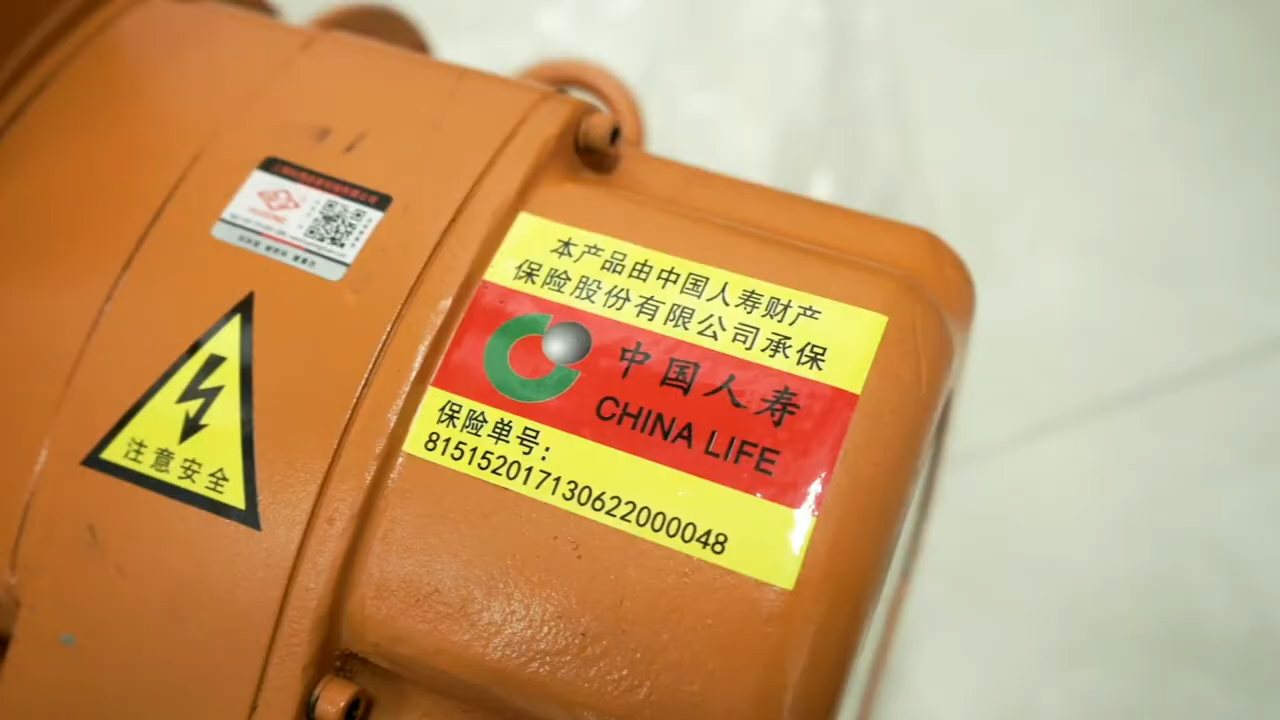 本产品由中国人寿财产
保险股份有限公司承保
中国人寿
CHINA LIFE
保险单号:
815152017130622000048
注意安全